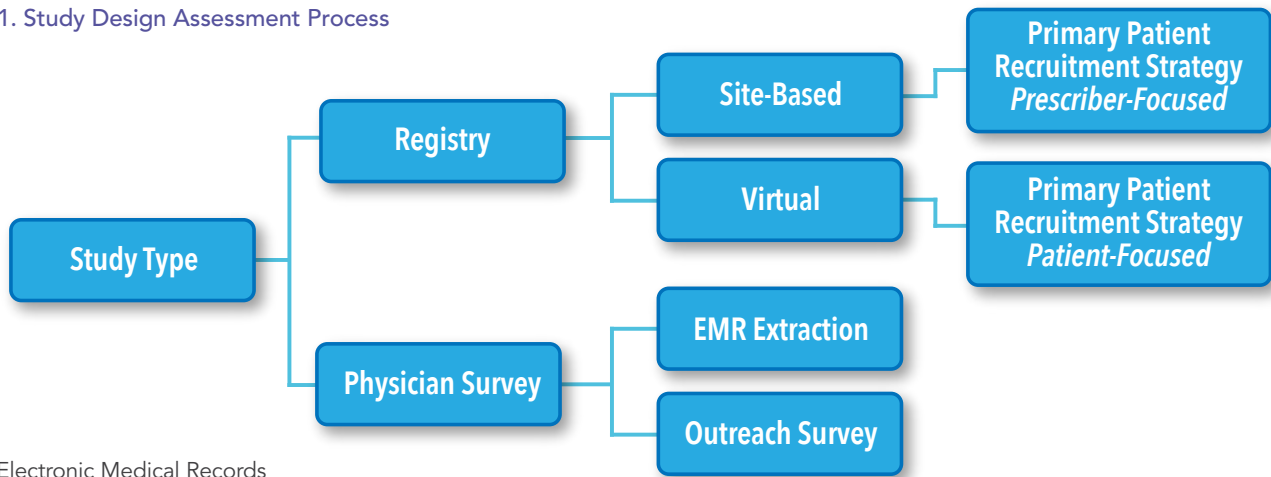 1. Study Design Assessment Process
Primary Patient
Recruitment Strategy
Prescriber-Focused
Site-Based
Registry
Virtual
Primary Patient
Recruitment Strategy
Patient-Focused
Study Type
EMR Extraction
Physician Survey
Outreach Survey
Electronic Medical Records